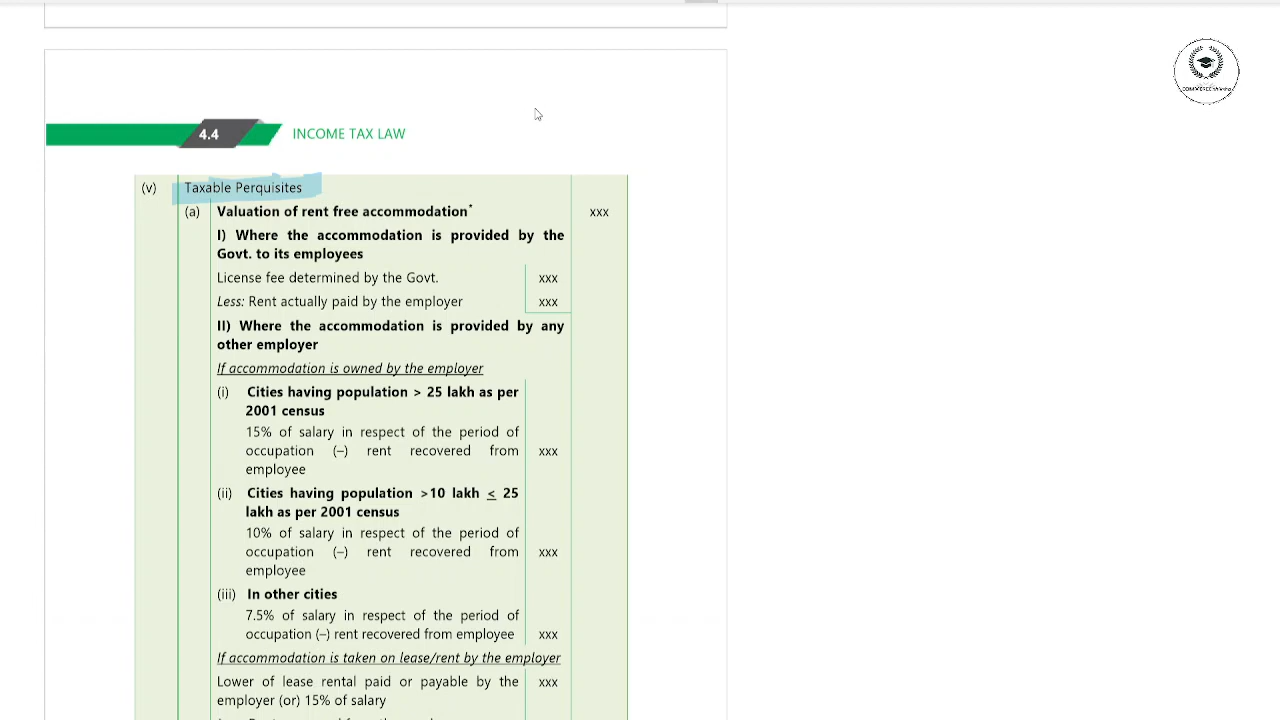 4.4 INCOME TAX LAW
(v) Taxable Perquisites
(a) Valuation of rent free accommodation* xxx
I) Where the accommodation is provided by the
Govt. to its employees
License fee determined by the Govt. xxx
Less: Rent actually paid by the employer xxx
II) Where the accommodation is provided by any
other employer
If accommodation is owned by the employer
(i) Cities having population > 25 lakh as per
2001 census
15% of salary in respect of the period of
occupation (–) rent recovered from xxx
employee
(ii) Cities having population >10 lakh ≤ 25
lakh as per 2001 census
10% of salary in respect of the period of
occupation (–) rent recovered from xxx
employee
(iii) In other cities
7.5% of salary in respect of the period of
occupation (–) rent recovered from employee xxx
If accommodation is taken on lease/rent by the employer
Lower of lease rental paid or payable by the xxx
employer (or) 15% of salary